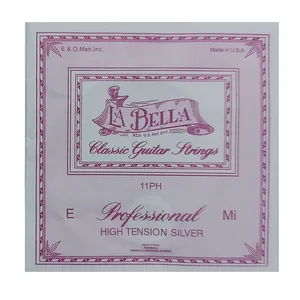 E. & O. Mari, Inc.
Made in U.S.A.
LA BELLA
REG. U.S. PAT. OFF.
Classic Guitar Strings
11PH
E Professional Mi
HIGH TENSION SILVER